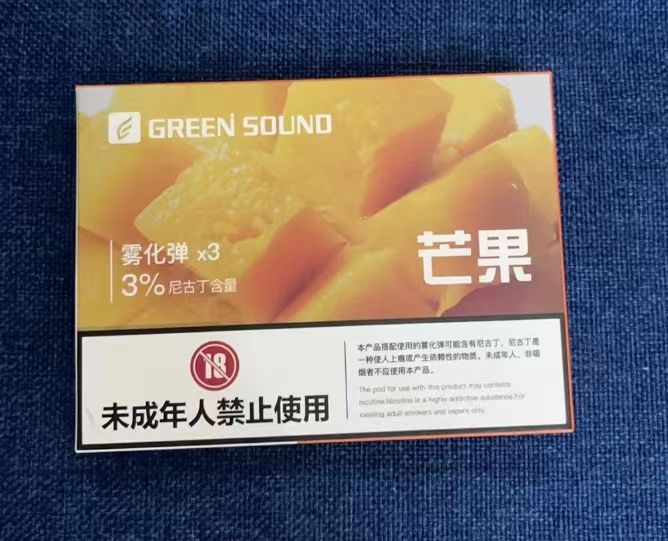 GREEN SOUND
雾化弹 x3
3% 尼古丁含量
芒果
18
未成年人禁止使用
本产品搭配使用的雾化弹可能含有尼古丁，尼古丁是
一种使人上瘾或产生依赖性的物质。未成年人、非吸
烟者不应使用本产品。
The pod for use with this product may contains
nicotine.Nicotine is a highly addictive substance.For
existing adult smokers and vapers only.